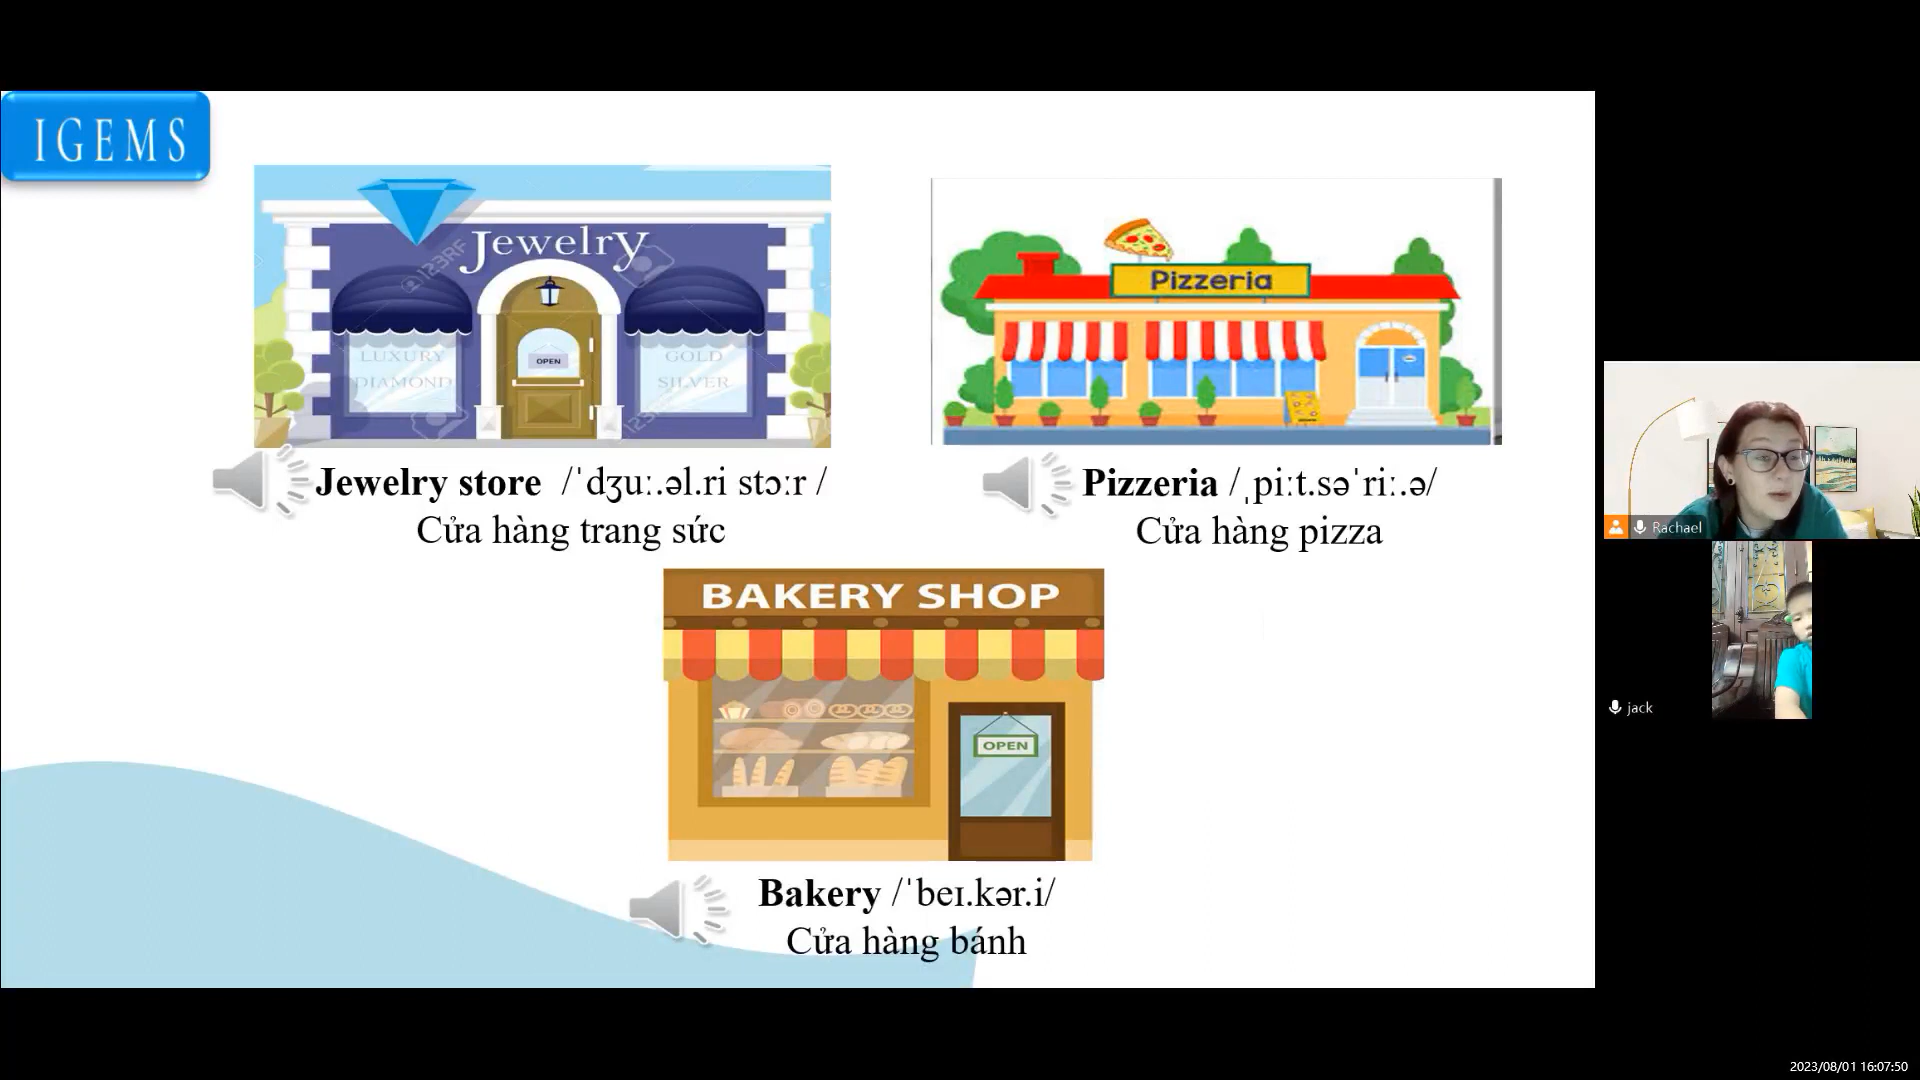 IGEMS
Jewelry
OPEN
LUXURY
DIAMOND
GOLD
SILVER
123RF
123RF
Pizzeria
Jewelry store /ˈdʒuː.əl.ri stɔːr /
Cửa hàng trang sức
Pizzeria /ˌpiːt.səˈriː.ə/
Cửa hàng pizza
BAKERY SHOP
OPEN
Bakery /ˈbeɪ.kər.i/
Cửa hàng bánh
Rachael
jack
2023/08/01 16:07:50